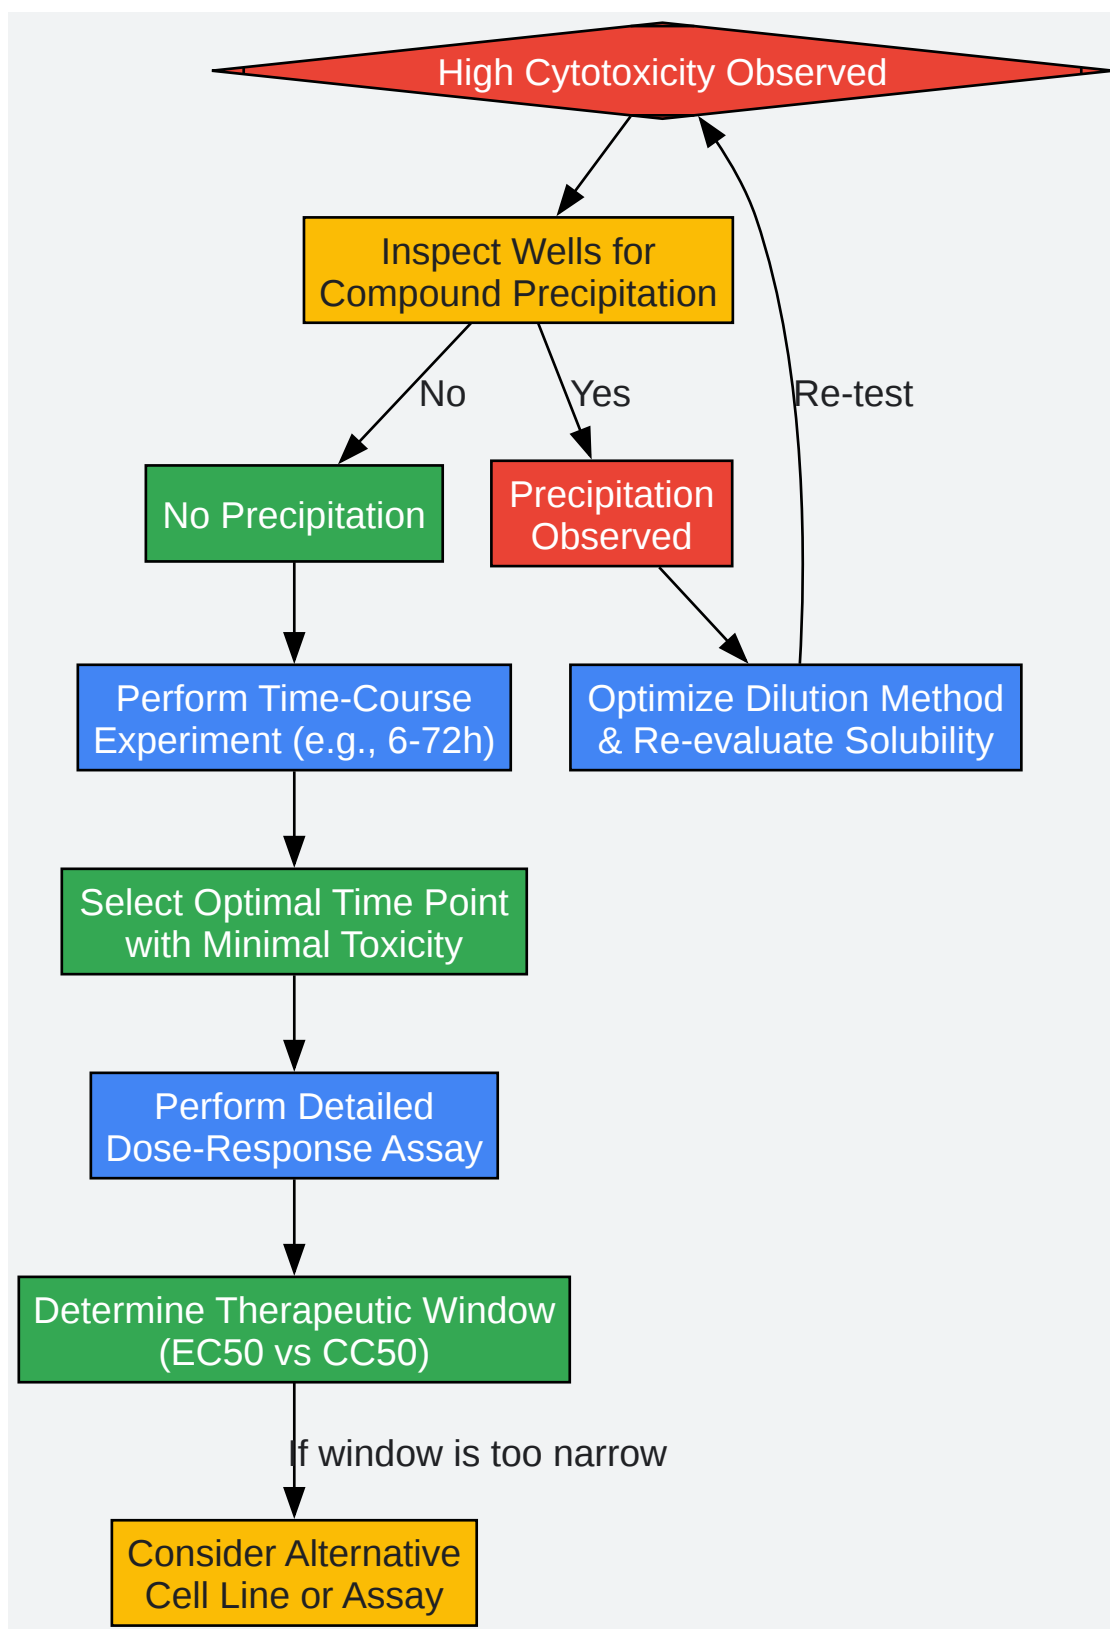 High Cytotoxicity Observed
Inspect Wells for
Compound Precipitation
No
Yes
Re-test
No Precipitation
Precipitation
Observed
Perform Time-Course
Experiment (e.g., 6-72h)
Optimize Dilution Method
& Re-evaluate Solubility
Select Optimal Time Point
with Minimal Toxicity
Perform Detailed
Dose-Response Assay
Determine Therapeutic Window
(EC50 vs CC50)
If window is too narrow
Consider Alternative
Cell Line or Assay